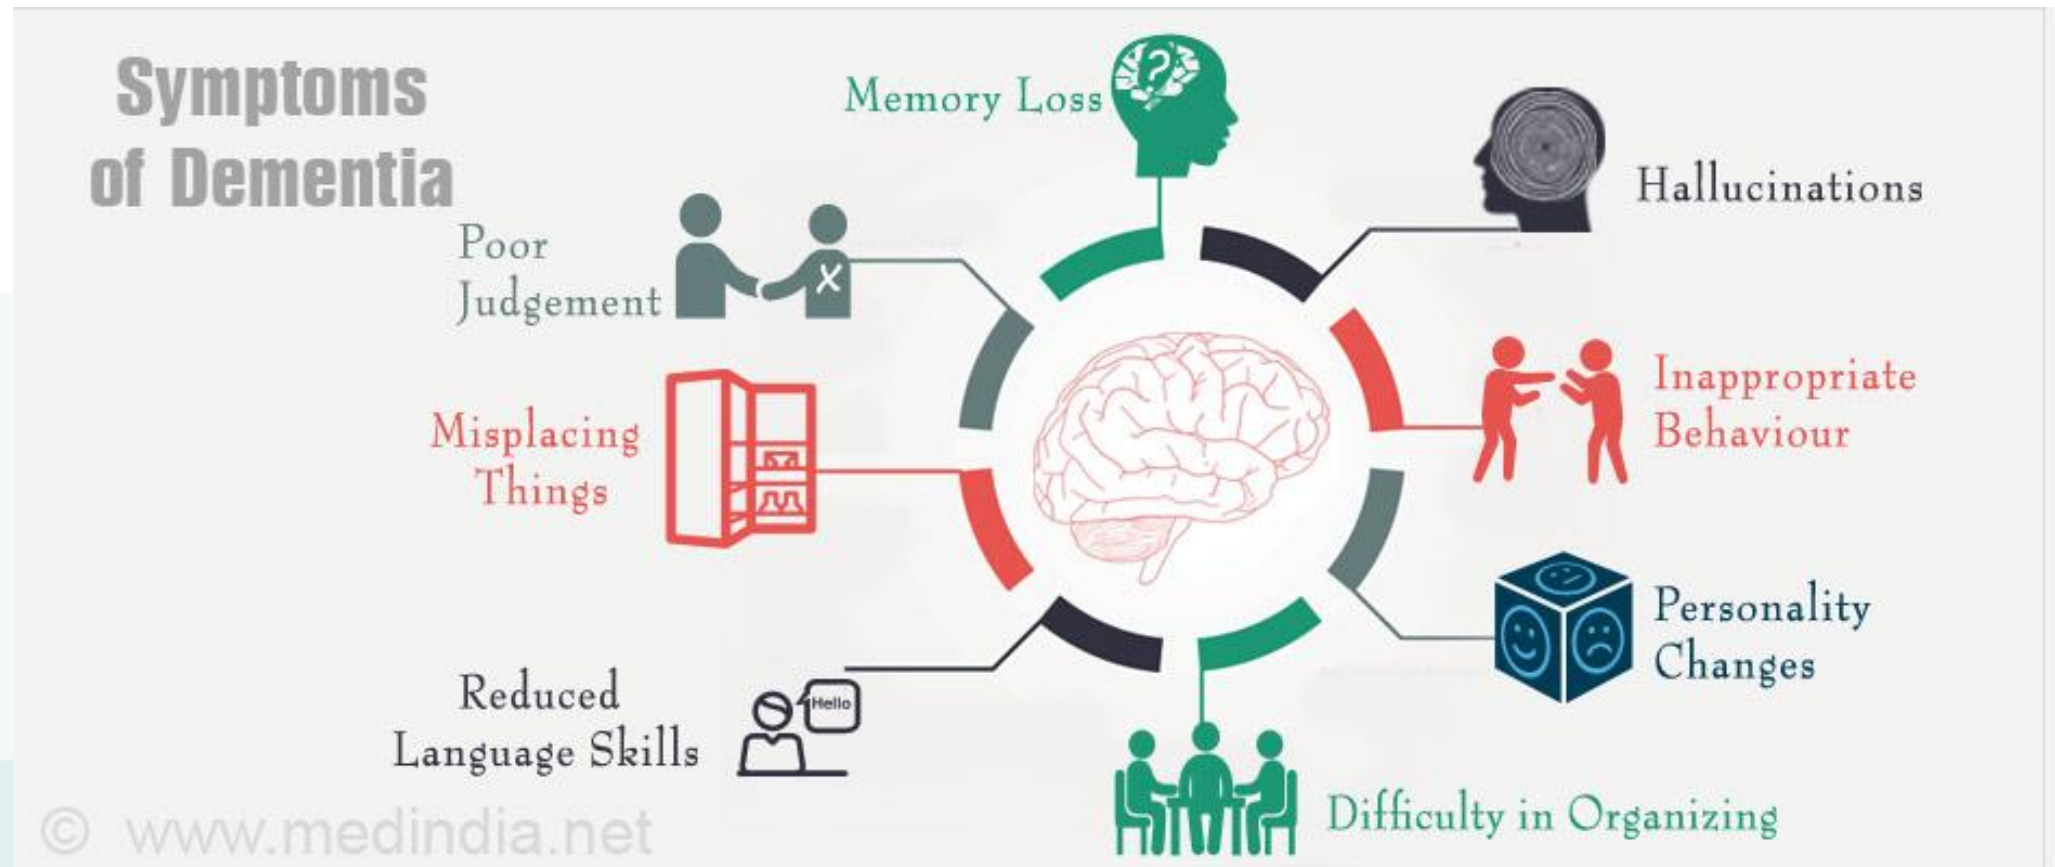 Symptoms
of Dementia
Memory Loss
Hallucinations
Poor
Judgement
Inappropriate
Behaviour
Misplacing
Things
Personality
Changes
Reduced
Language Skills
Hello
Difficulty in Organizing
© www.medindia.net
?
X